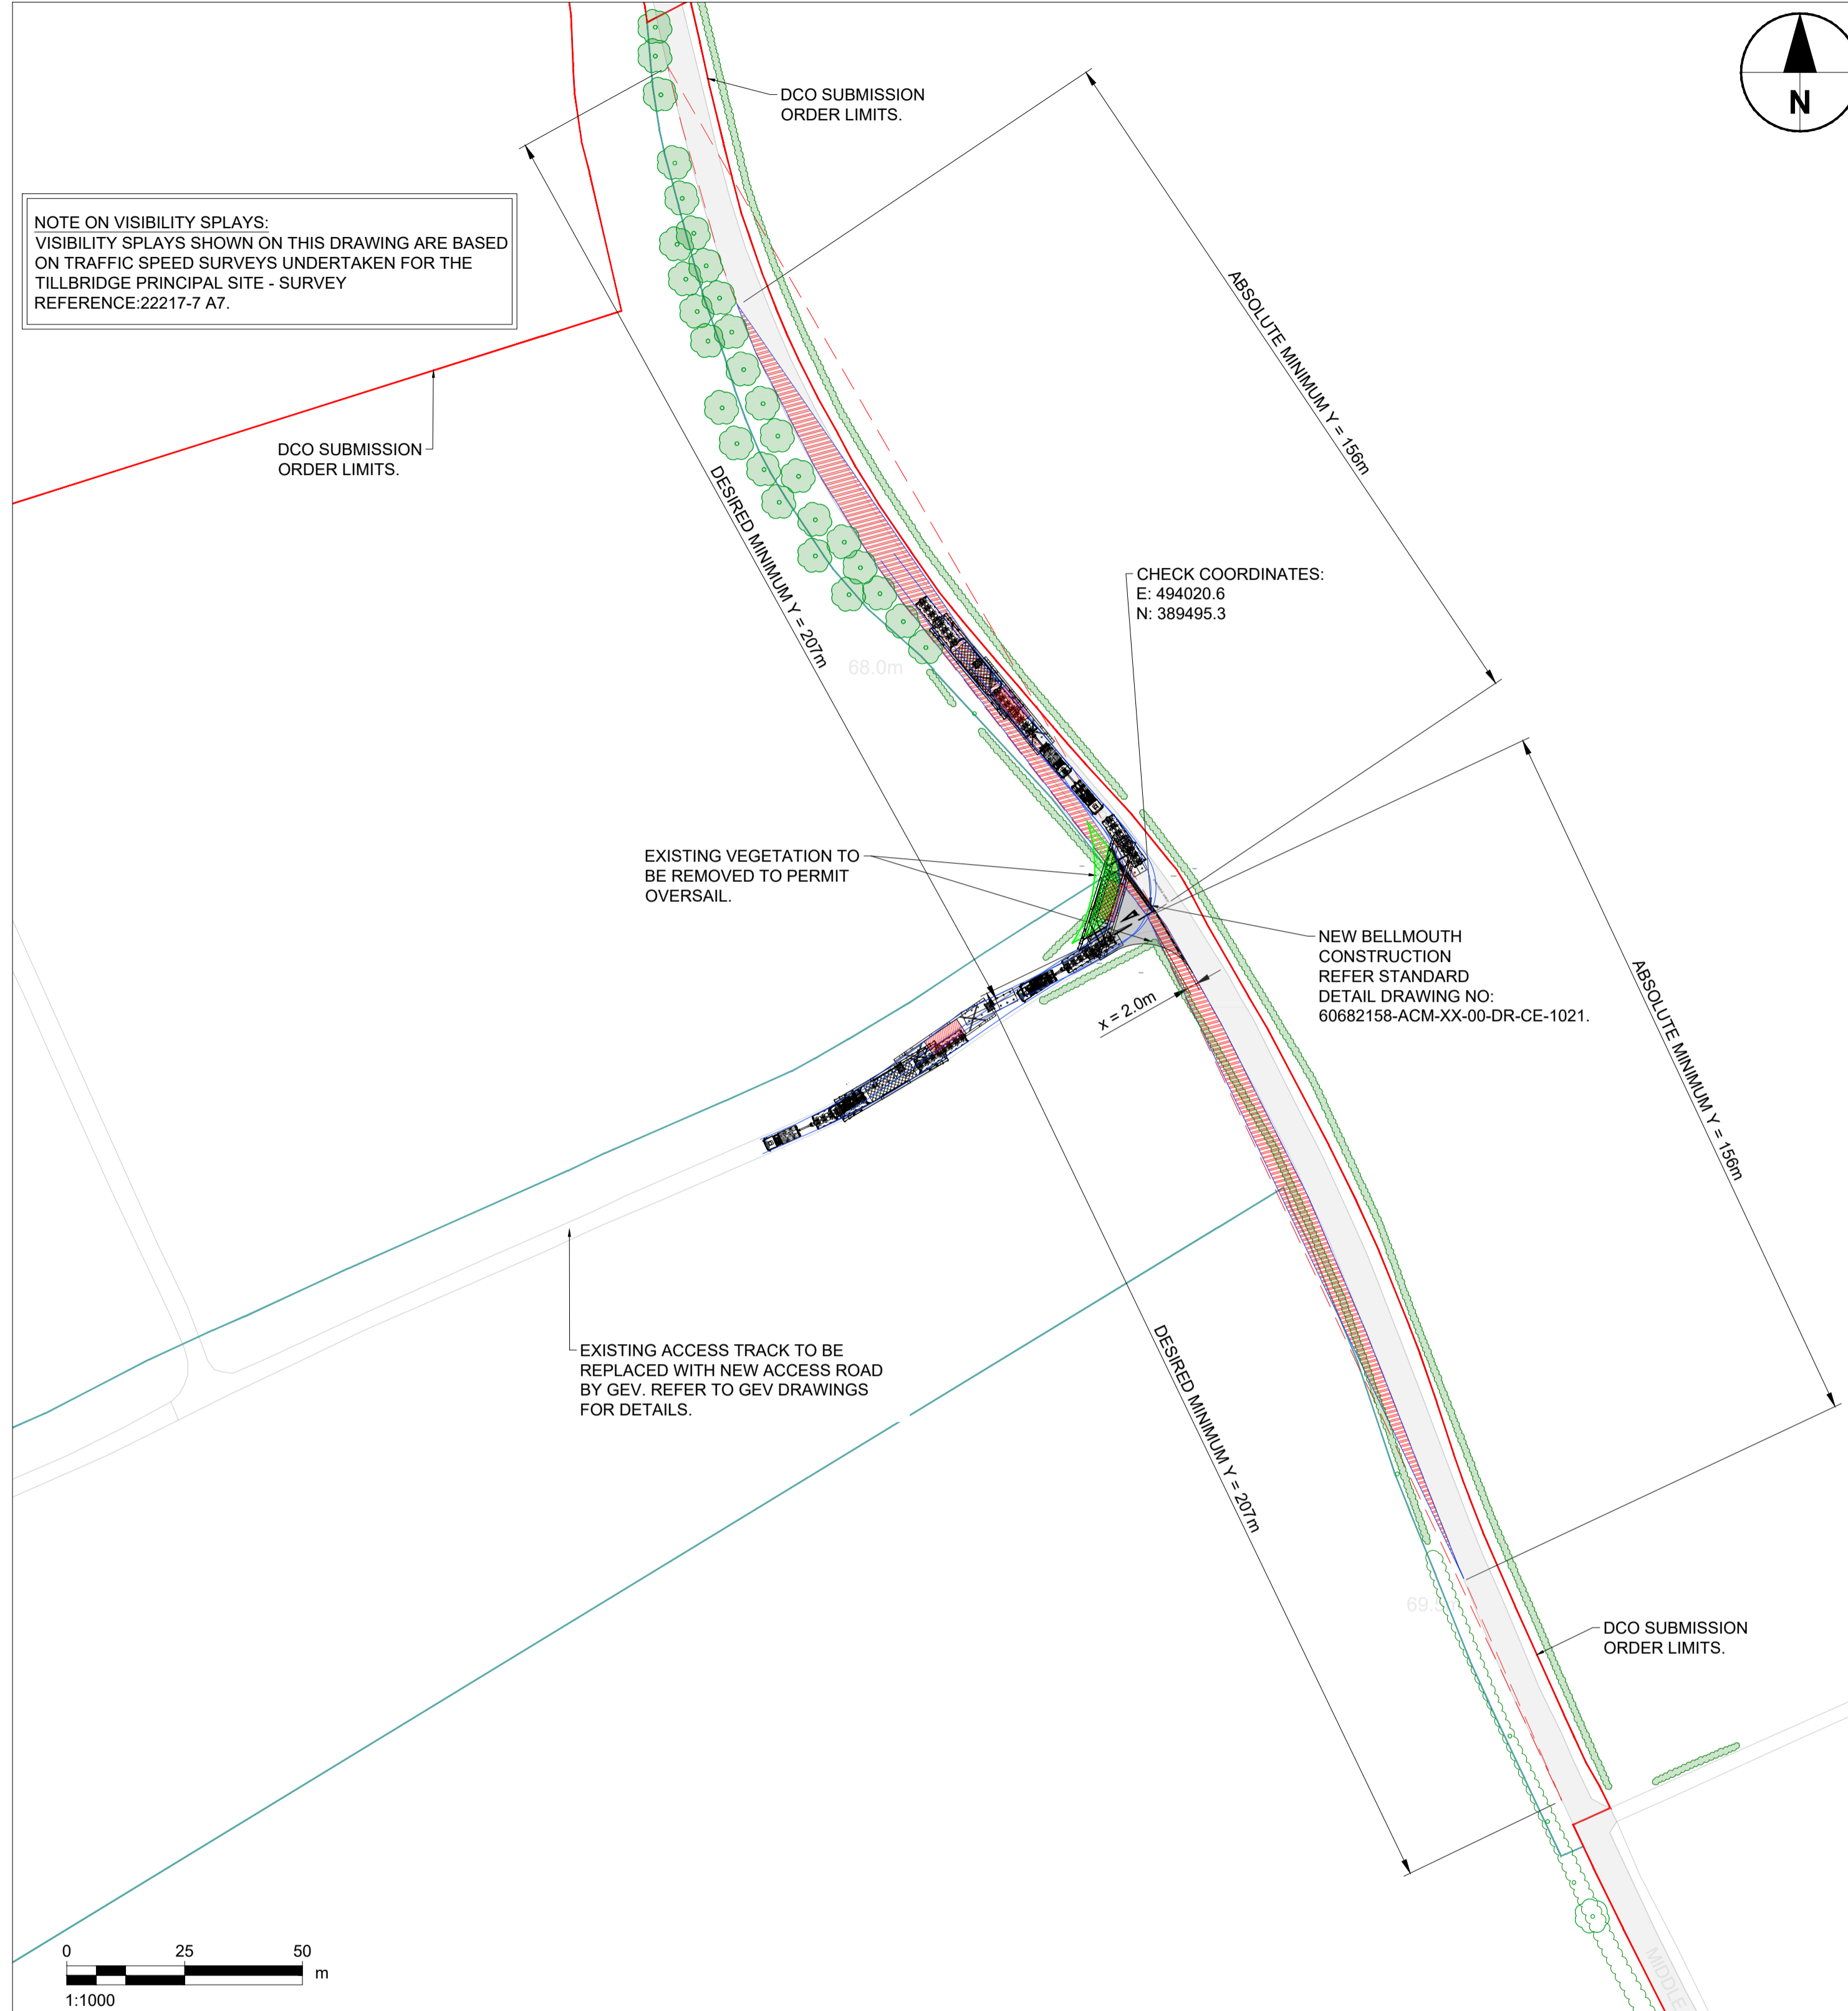 DCO SUBMISSION
ORDER LIMITS.
N
NOTE ON VISIBILITY SPLAYS:
VISIBILITY SPLAYS SHOWN ON THIS DRAWING ARE BASED
ON TRAFFIC SPEED SURVEYS UNDERTAKEN FOR THE
TILLBRIDGE PRINCIPAL SITE - SURVEY
REFERENCE:22217-7 A7.
ABSOLUTE MINIMUM Y = 156m
DCO SUBMISSION
ORDER LIMITS.
DESIRED MINIMUM Y = 207m
CHECK COORDINATES:
E: 494020.6
N: 389495.3
68.0m
EXISTING VEGETATION TO
BE REMOVED TO PERMIT
OVERSAIL.
NEW BELLMOUTH
CONSTRUCTION
REFER STANDARD
DETAIL DRAWING NO:
60682158-ACM-XX-00-DR-CE-1021.
x = 2.0m
ABSOLUTE MINIMUM Y = 156m
EXISTING ACCESS TRACK TO BE
REPLACED WITH NEW ACCESS ROAD
BY GEV. REFER TO GEV DRAWINGS
FOR DETAILS.
DESIRED MINIMUM Y = 207m
DCO SUBMISSION
ORDER LIMITS.
MIDDLE
0 25 50
m
1:1000